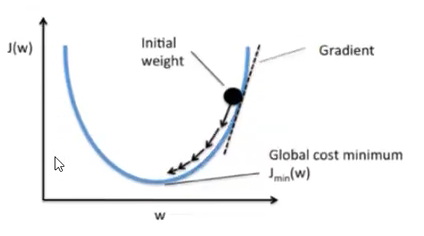 J(w)
Initial
weight
Gradient
Global cost minimum
Jmin(w)
w